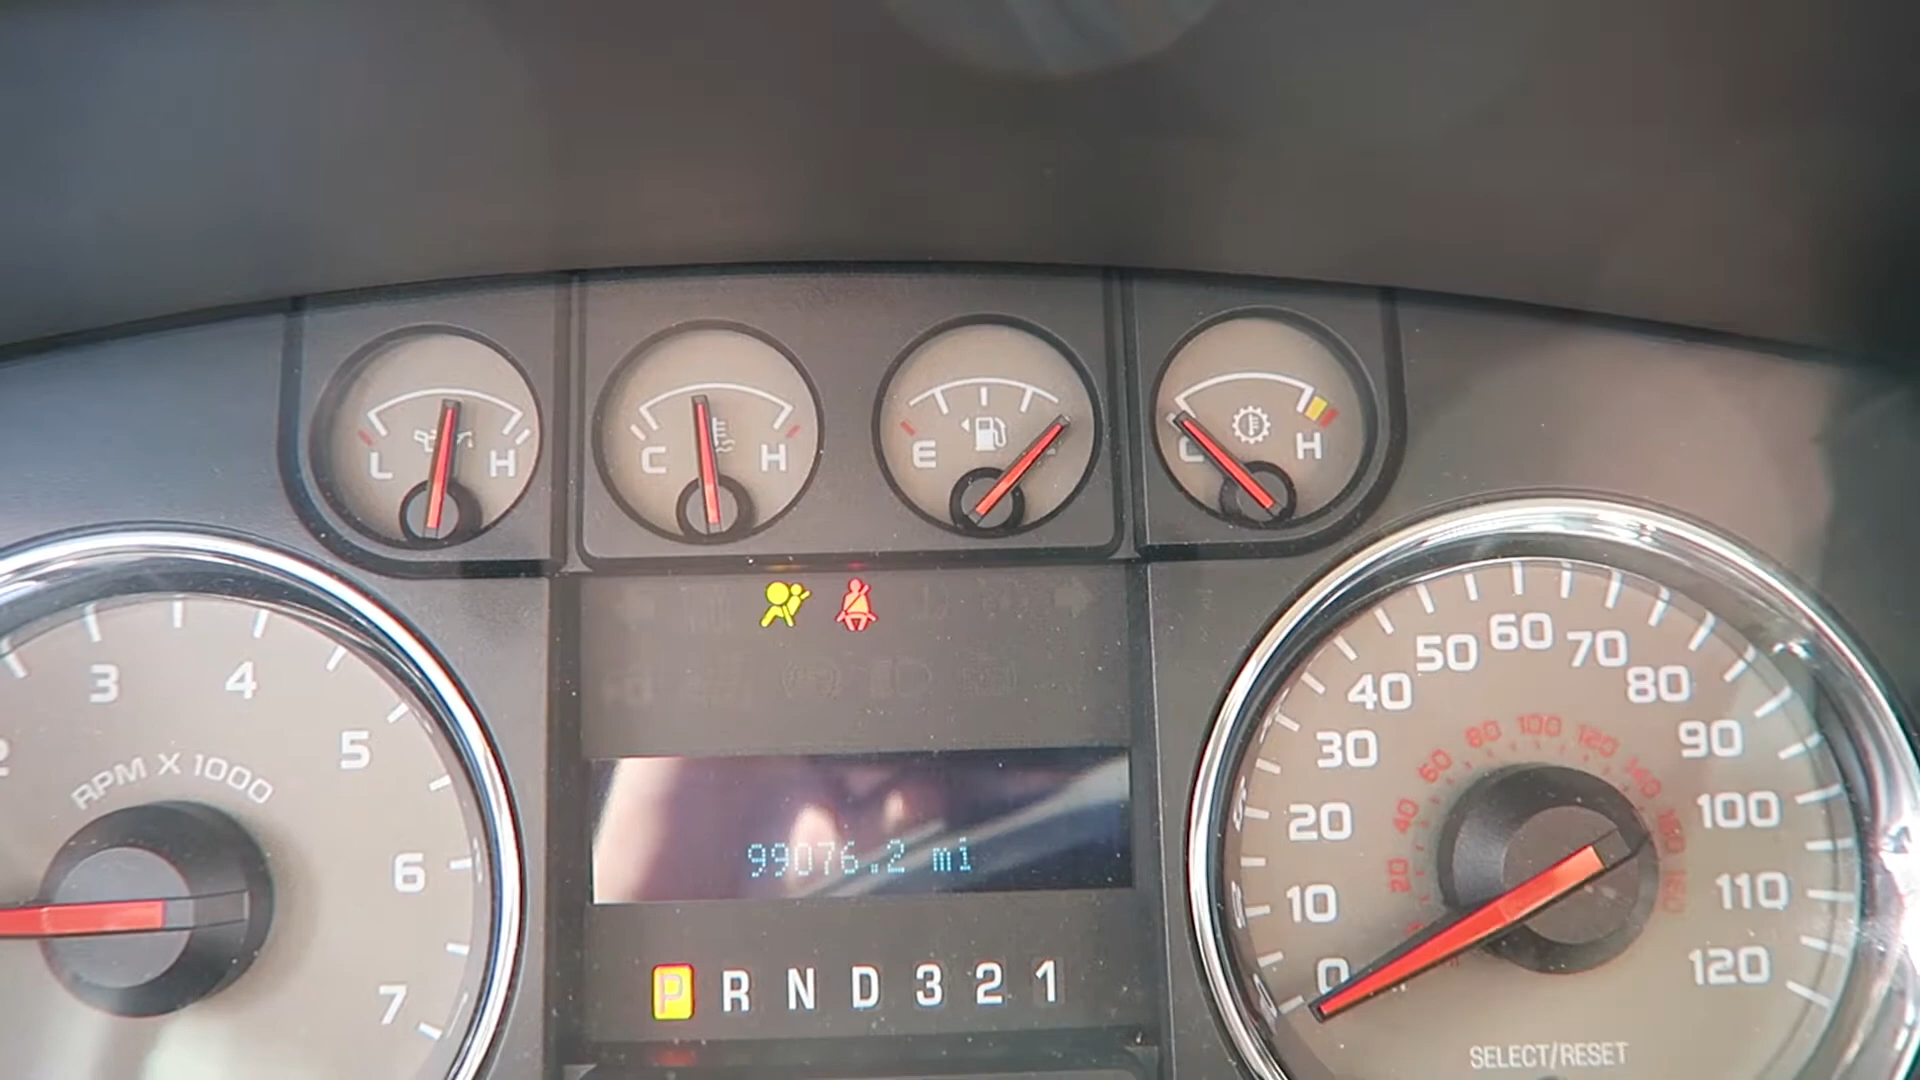 L H
C H
E
C H
2 3 4 5 6 7
RPM X 1000
99076.2 mi
P R N D 3 2 1
0 10 20 30 40 50 60 70 80 90 100 110 120
20 40 60 80 100 120 140 160
SELECT/RESET